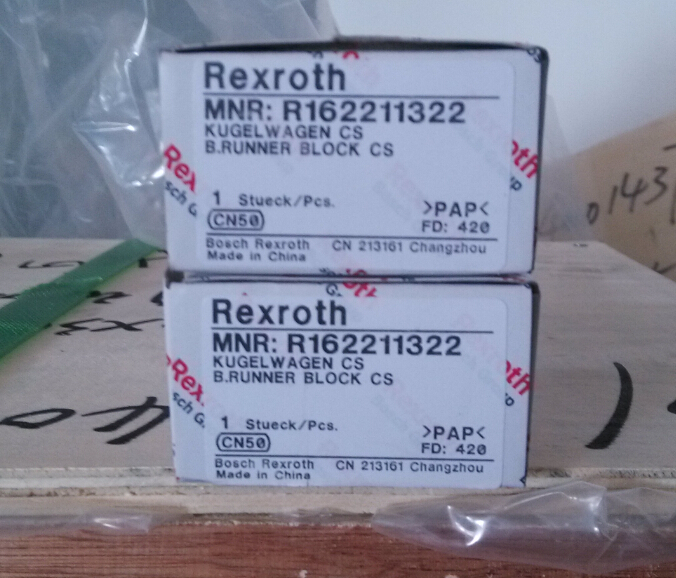 Rexroth
MNR: R162211322
KUGELWAGEN CS
B.RUNNER BLOCK CS
1 Stueck/Pcs.
CN50
>PAP<
FD: 420
Bosch Rexroth CN 213161 Changzhou
Made in China
Rexroth
MNR: R162211322
KUGELWAGEN CS
B.RUNNER BLOCK CS
1 Stueck/Pcs.
CN50
>PAP<
FD: 420
Bosch Rexroth CN 213161 Changzhou
Made in China